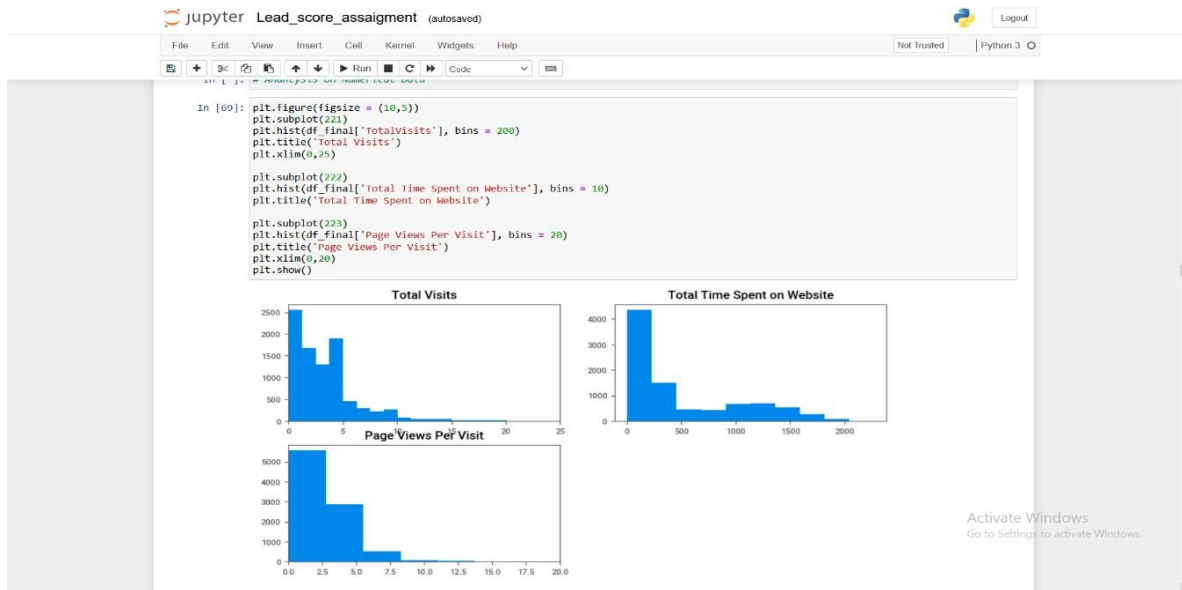 jupyter Lead_score_assaigment (autosaved)
Logout
File Edit View Insert Cell Kernel Widgets Help
Not Trusted
Python 3
Run
Code
In [ ]: # Ananlysis on Numerical Data
In [69]: plt.figure(figsize = (10,5))
plt.subplot(221)
plt.hist(df_final['TotalVisits'], bins = 200)
plt.title('Total Visits')
plt.xlim(0,25)
plt.subplot(222)
plt.hist(df_final['Total Time Spent on Website'], bins = 10)
plt.title('Total Time Spent on Website')
plt.subplot(223)
plt.hist(df_final['Page Views Per Visit'], bins = 20)
plt.title('Page Views Per Visit')
plt.xlim(0,20)
plt.show()
Total Visits
2500
2000
1500
1000
500
0
0 5 10 15 20 25
Total Time Spent on Website
4000
3000
2000
1000
0
0 500 1000 1500 2000
Page Views Per Visit
5000
4000
3000
2000
1000
0
0.0 2.5 5.0 7.5 10.0 12.5 15.0 17.5 20.0
Activate Windows
Go to Settings to activate Windows.